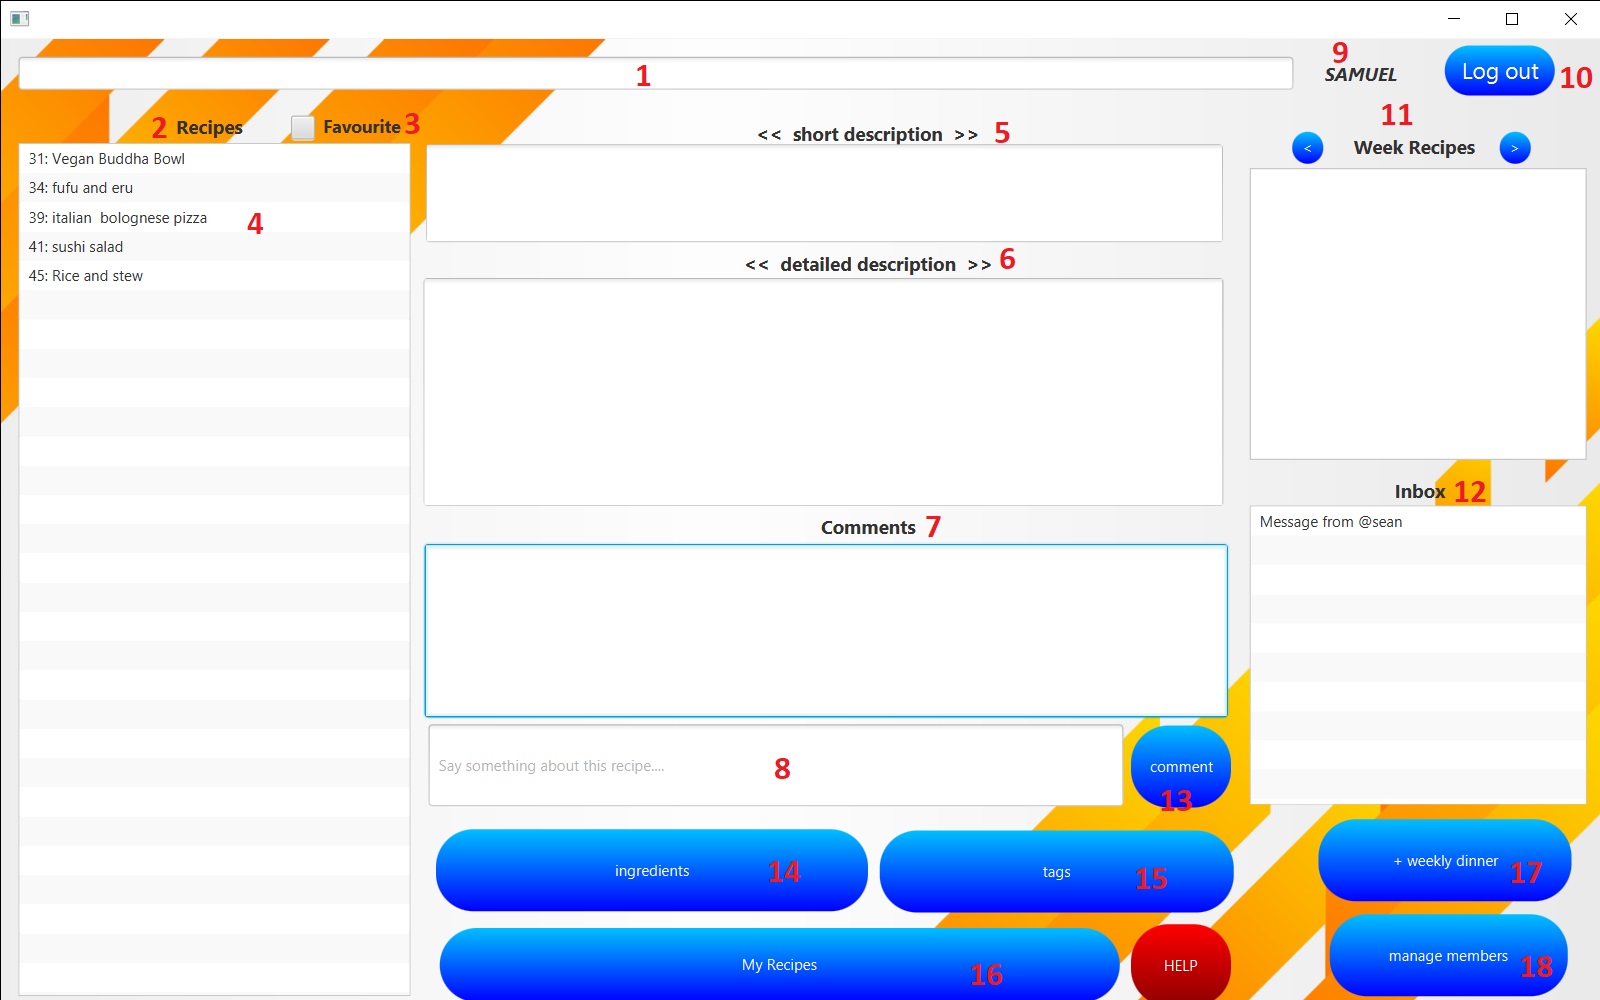 1
9
SAMUEL
Log out
10
2 Recipes
Favourite 3
<< short description >> 5
11
< Week Recipes >
31: Vegan Buddha Bowl
34: fufu and eru
39: italian  bolognese pizza
4
41: sushi salad
45: Rice and stew
<< detailed description >> 6
Comments 7
Inbox 12
Message from @sean
Say something about this recipe....
8
comment
13
ingredients 14
tags 15
+ weekly dinner 17
My Recipes 16
HELP
manage members 18